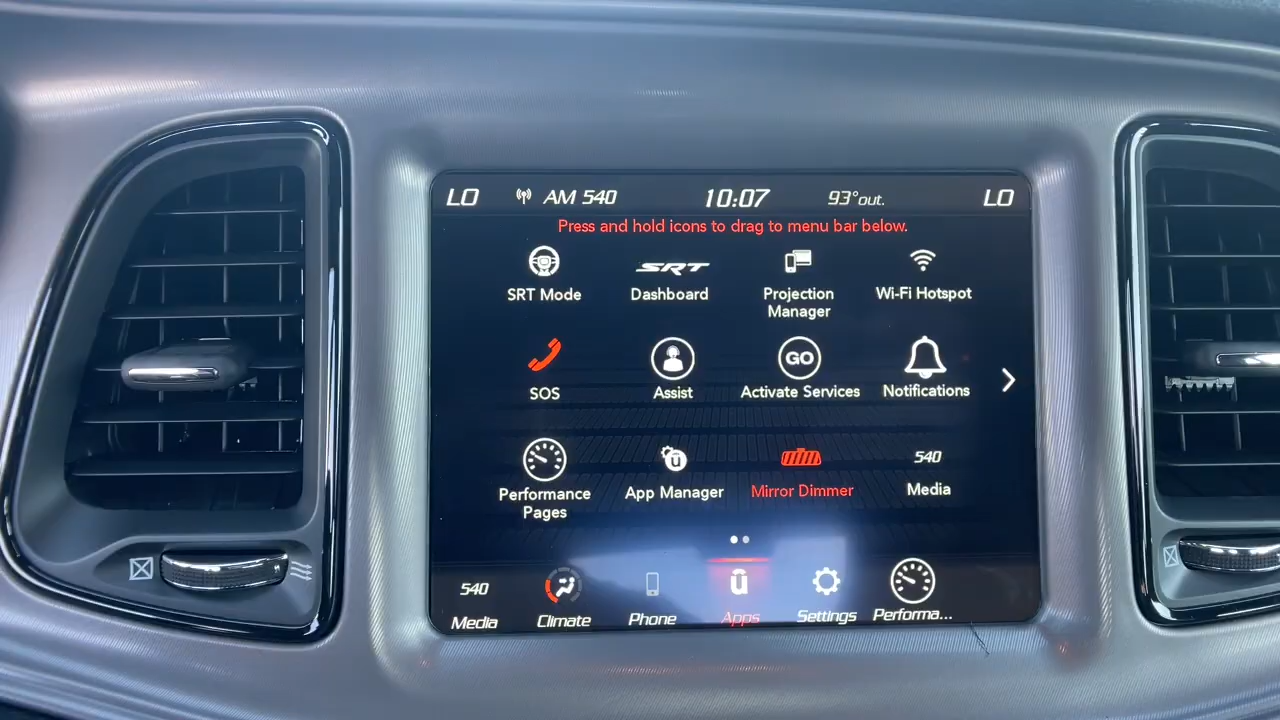 LO AM 540 10:07 93°out. LO
Press and hold icons to drag to menu bar below.
SRT
SRT Mode Dashboard Projection Manager Wi-Fi Hotspot
GO
SOS Assist Activate Services Notifications
540
Performance Pages App Manager Mirror Dimmer Media
540
Media Climate Phone Apps Settings Performa...